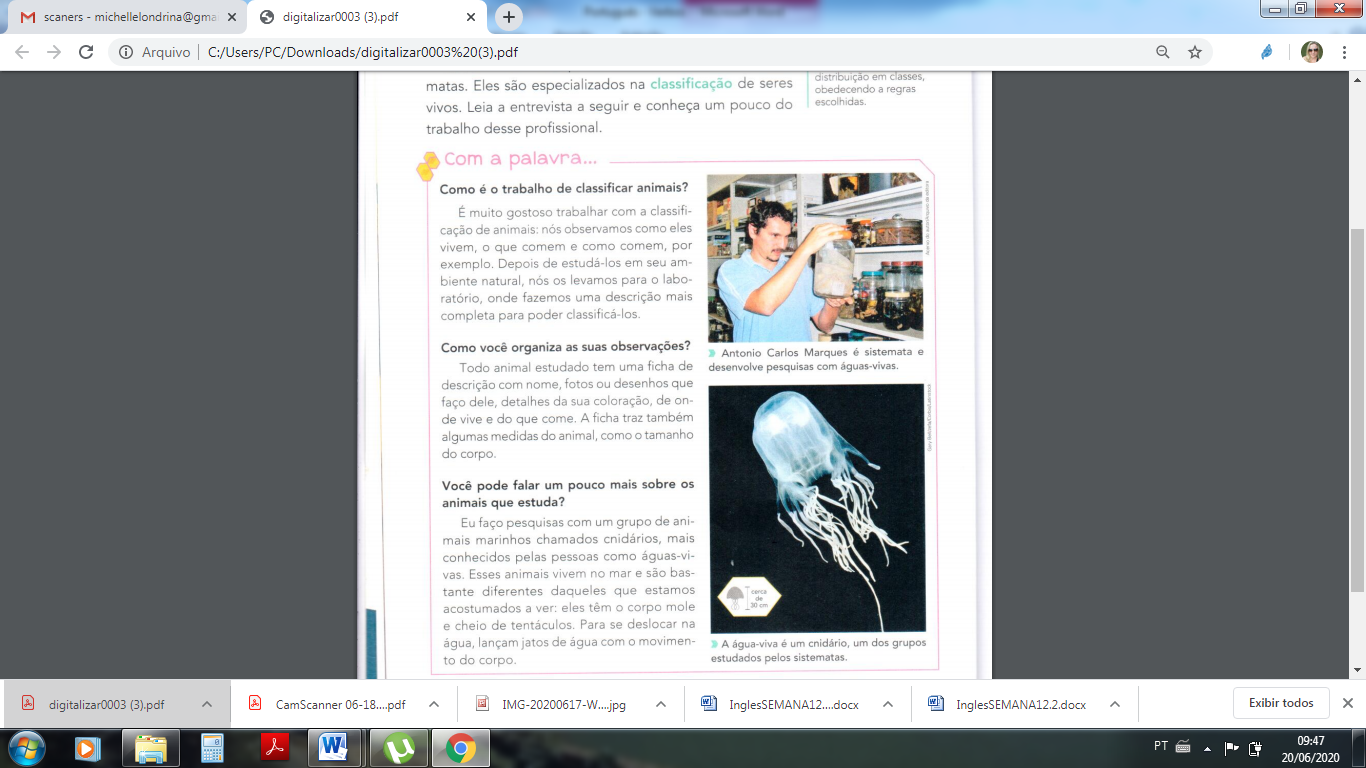 scaners - michellelondrina@gma
digitalizar0003 (3).pdf
Arquivo
C:/Users/PC/Downloads/digitalizar0003%20(3).pdf
matas. Eles são especializados na classificação de seres
vivos. Leia a entrevista a seguir e conheça um pouco do
trabalho desse profissional.
distribuição em classes,
obedecendo a regras
escolhidas.
Com a palavra...
Como é o trabalho de classificar animais?
É muito gostoso trabalhar com a classifi-
cação de animais: nós observamos como eles
vivem, o que comem e como comem, por
exemplo. Depois de estudá-los em seu am-
biente natural, nós os levamos para o labo-
ratório, onde fazemos uma descrição mais
completa para poder classificá-los.
Como você organiza as suas observações?
Todo animal estudado tem uma ficha de
descrição com nome, fotos ou desenhos que
faço dele, detalhes da sua coloração, de on-
de vive e do que come. A ficha traz também
algumas medidas do animal, como o tamanho
do corpo.
Você pode falar um pouco mais sobre os
animais que estuda?
Eu faço pesquisas com um grupo de ani-
mais marinhos chamados cnidários, mais
conhecidos pelas pessoas como águas-vi-
vas. Esses animais vivem no mar e são bas-
tante diferentes daqueles que estamos
acostumados a ver: eles têm o corpo mole
e cheio de tentáculos. Para se deslocar na
água, lançam jatos de água com o movimen-
to do corpo.
Antonio Carlos Marques é sistemata e
desenvolve pesquisas com águas-vivas.
cerca
de
30 cm
A água-viva é um cnidário, um dos grupos
estudados pelos sistematas.
digitalizar0003 (3).pdf
CamScanner 06-18....pdf
IMG-20200617-W....jpg
InglesSEMANA12....docx
InglesSEMANA12.2.docx
Exibir todos
PT
09:47
20/06/2020